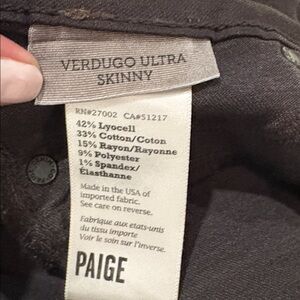 VERDUGO ULTRA
SKINNY
RN#27002 CA#51217
42% Lyocell
33% Cotton/Coton
15% Rayon/Rayonne
9% Polyester
1% Spandex/
Élasthanne
Made in the USA of
imported fabric.
See care on reverse.
Fabrique aux etats-unis
du tissu importe
Voir le soin sur l'inverse.
PAIGE